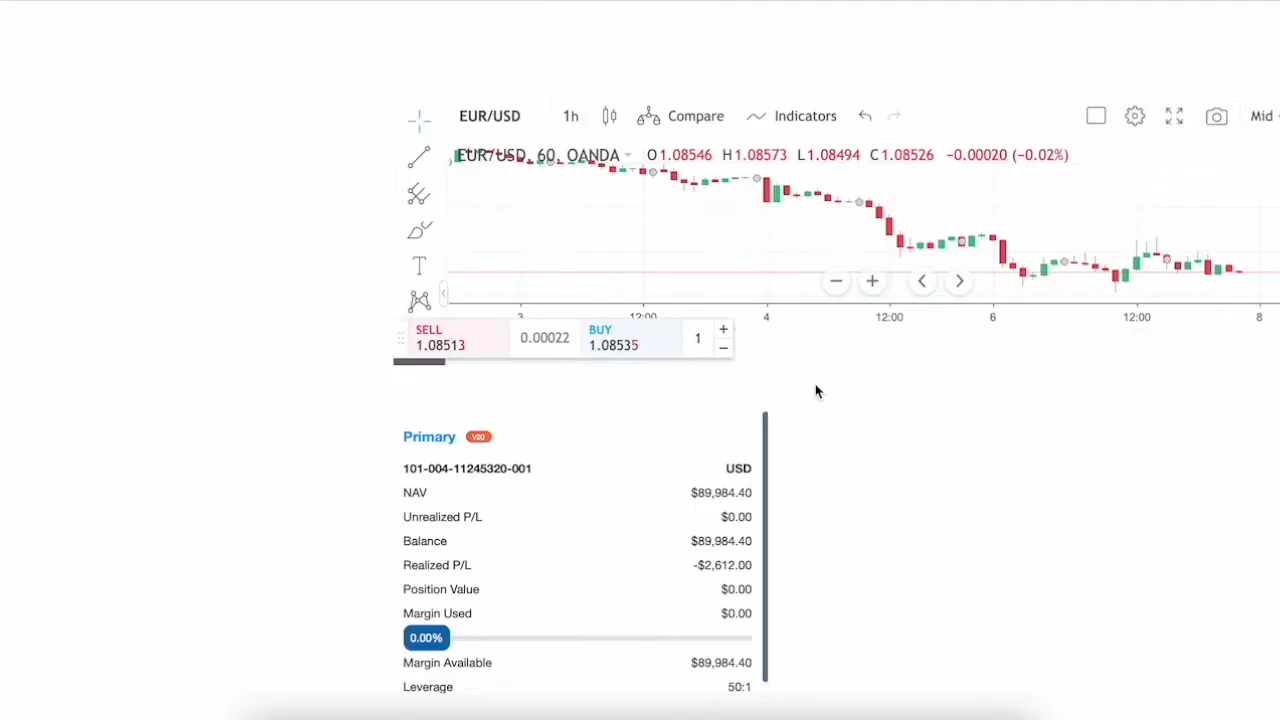 EUR/USD 1h Compare Indicators Mid
EUR/USD, 60, OANDA O1.08546 H1.08573 L1.08494 C1.08526 -0.00020 (-0.02%)
3 12:00 4 12:00 6 12:00 8
SELL 1.08513 0.00022 BUY 1.08535 1
Primary V20
101-004-11245320-001 USD
NAV $89,984.40
Unrealized P/L $0.00
Balance $89,984.40
Realized P/L -$2,612.00
Position Value $0.00
Margin Used $0.00
0.00%
Margin Available $89,984.40
Leverage 50:1